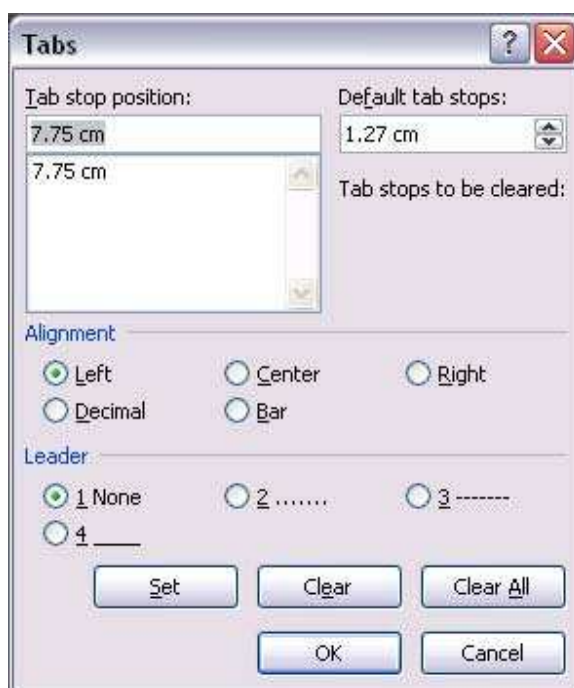 Tabs
Tab stop position:
Default tab stops:
7.75 cm
1.27 cm
7.75 cm
Tab stops to be cleared:
Alignment
Left
Center
Right
Decimal
Bar
Leader
1 None
2 .......
3 -------
4 ____
Set
Clear
Clear All
OK
Cancel